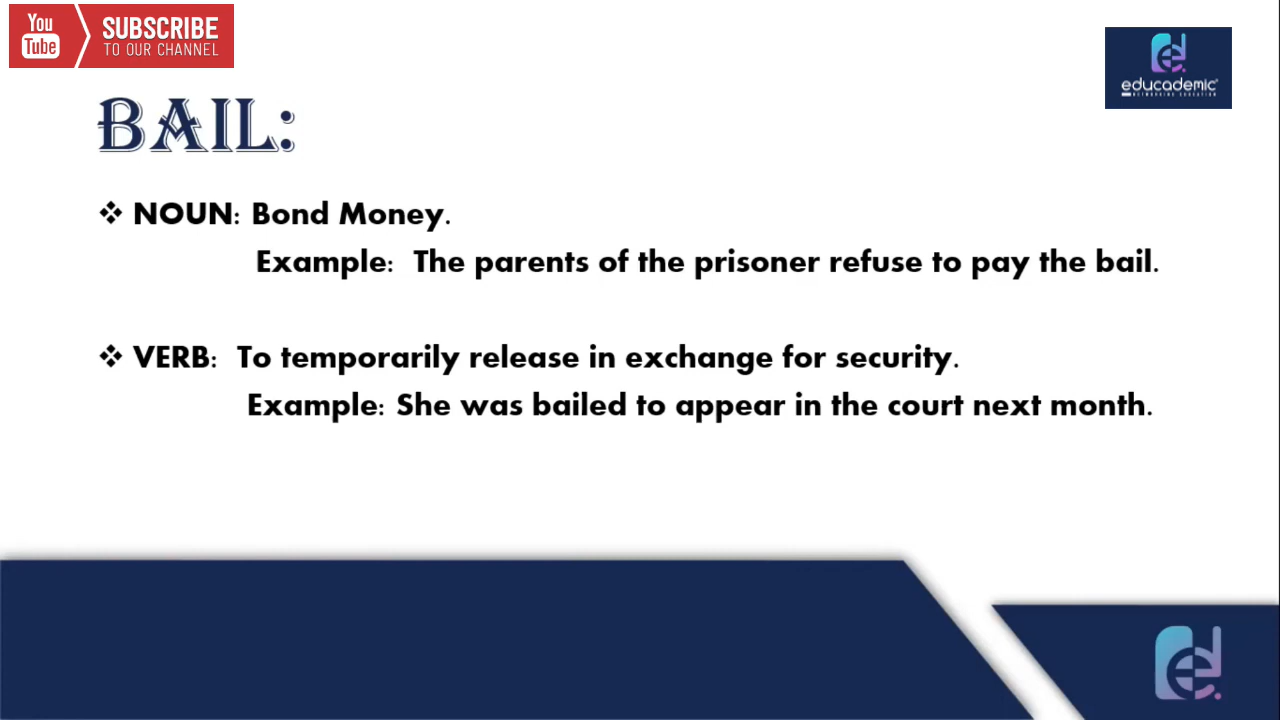 You
Tube
SUBSCRIBE
TO OUR CHANNEL
educademic
NETWORKING EDUCATION
BAIL:
❖ NOUN: Bond Money.
Example: The parents of the prisoner refuse to pay the bail.
❖ VERB: To temporarily release in exchange for security.
Example: She was bailed to appear in the court next month.